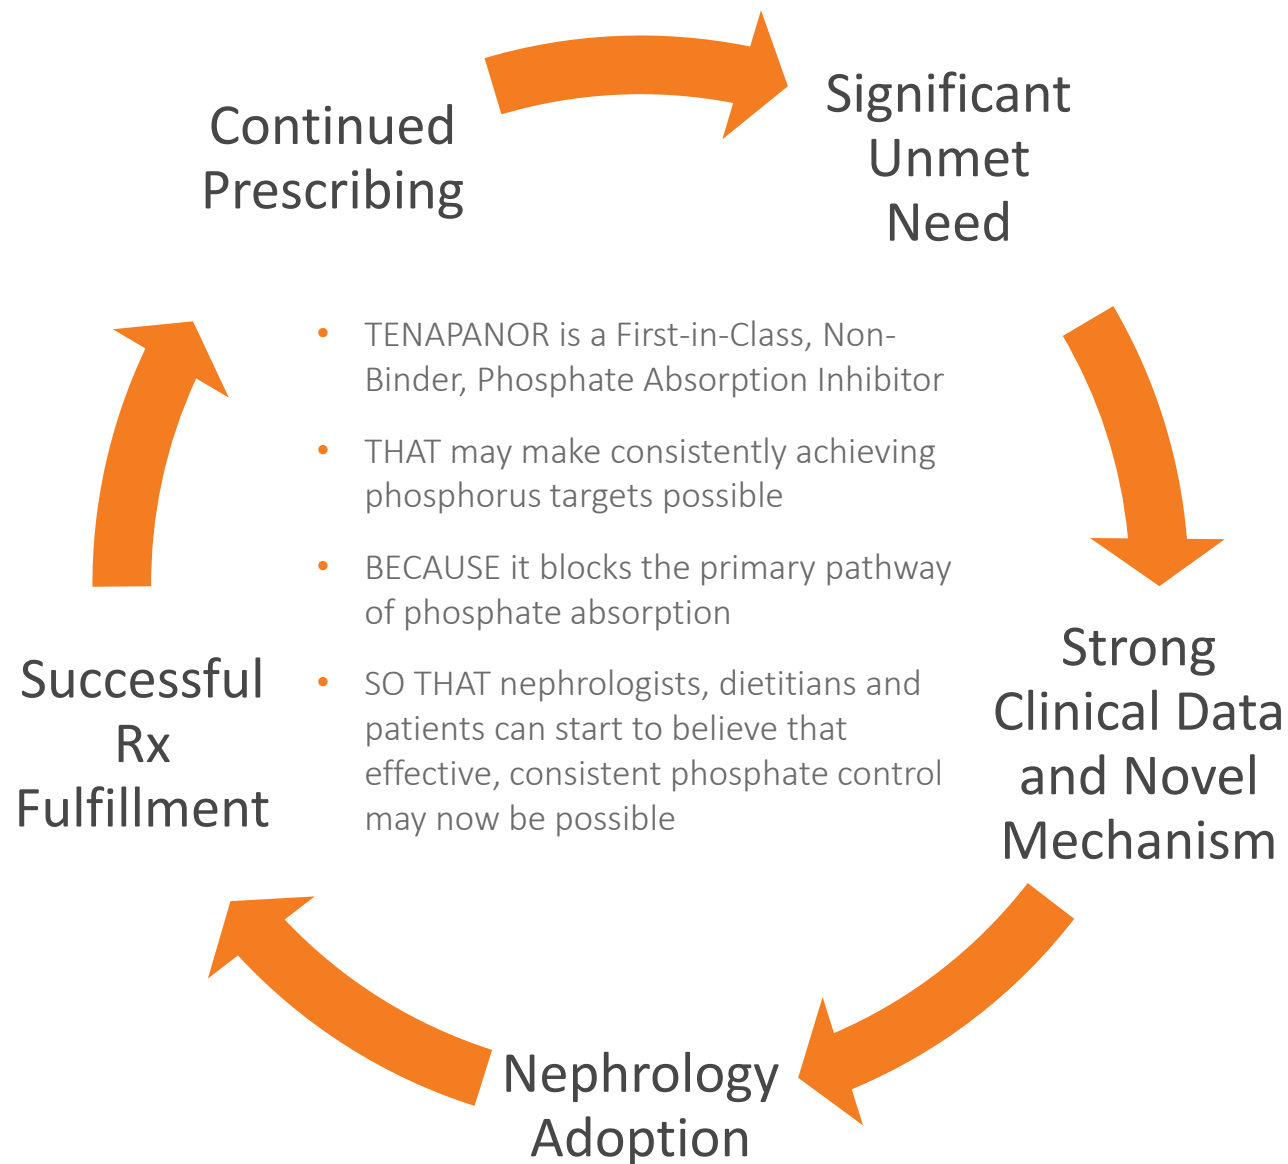 Continued
Prescribing
Significant
Unmet
Need
• TENAPANOR is a First-in-Class, Non-
Binder, Phosphate Absorption Inhibitor
• THAT may make consistently achieving
phosphorus targets possible
• BECAUSE it blocks the primary pathway
of phosphate absorption
• SO THAT nephrologists, dietitians and
patients can start to believe that
effective, consistent phosphate control
may now be possible
Strong
Clinical Data
and Novel
Mechanism
Nephrology
Adoption
Successful
Rx
Fulfillment